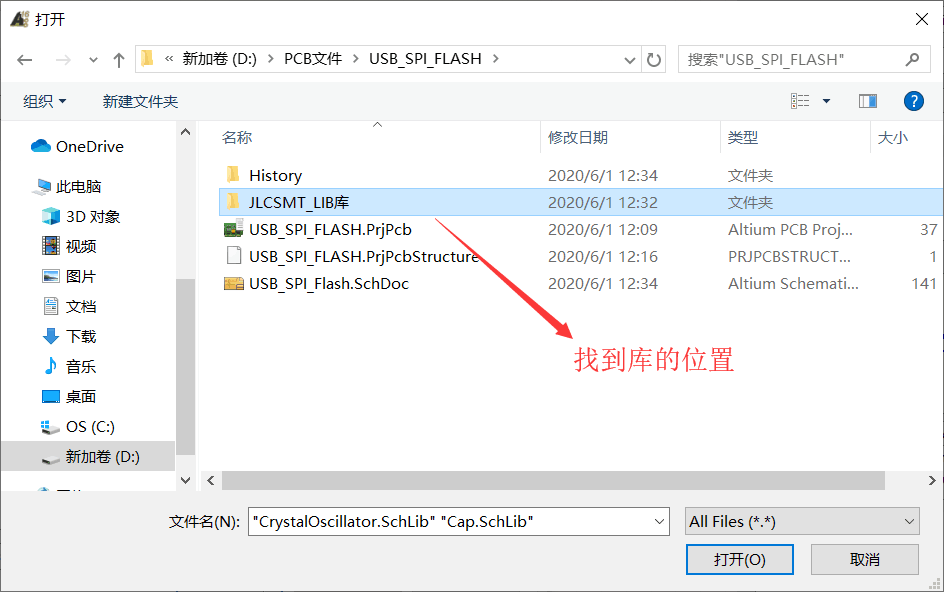 打开
« 新加卷 (D:) > PCB文件 > USB_SPI_FLASH >
搜索"USB_SPI_FLASH"
组织
新建文件夹
名称 修改日期 类型 大小
OneDrive
此电脑
3D 对象
视频
图片
文档
下载
音乐
桌面
OS (C:)
新加卷 (D:)
History 2020/6/1 12:34 文件夹
JLCSMT_LIB库 2020/6/1 12:32 文件夹
USB_SPI_FLASH.PrjPcb 2020/6/1 12:09 Altium PCB Proj... 37
USB_SPI_FLASH.PrjPcbStructure 2020/6/1 12:16 PRJPCBSTRUCT... 1
USB_SPI_Flash.SchDoc 2020/6/1 12:34 Altium Schemati... 141
找到库的位置
文件名(N): "CrystalOscillator.SchLib" "Cap.SchLib"
All Files (*.*)
打开(O)
取消